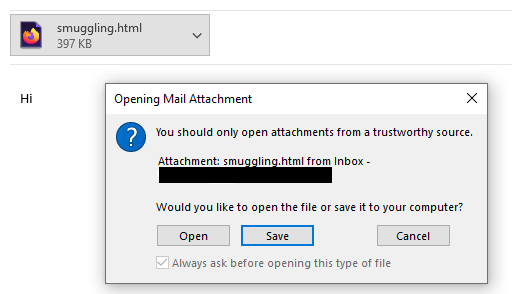 smuggling.html
397 KB
Hi
Opening Mail Attachment
You should only open attachments from a trustworthy source.
Attachment: smuggling.html from Inbox -
Would you like to open the file or save it to your computer?
Open Save Cancel
Always ask before opening this type of file